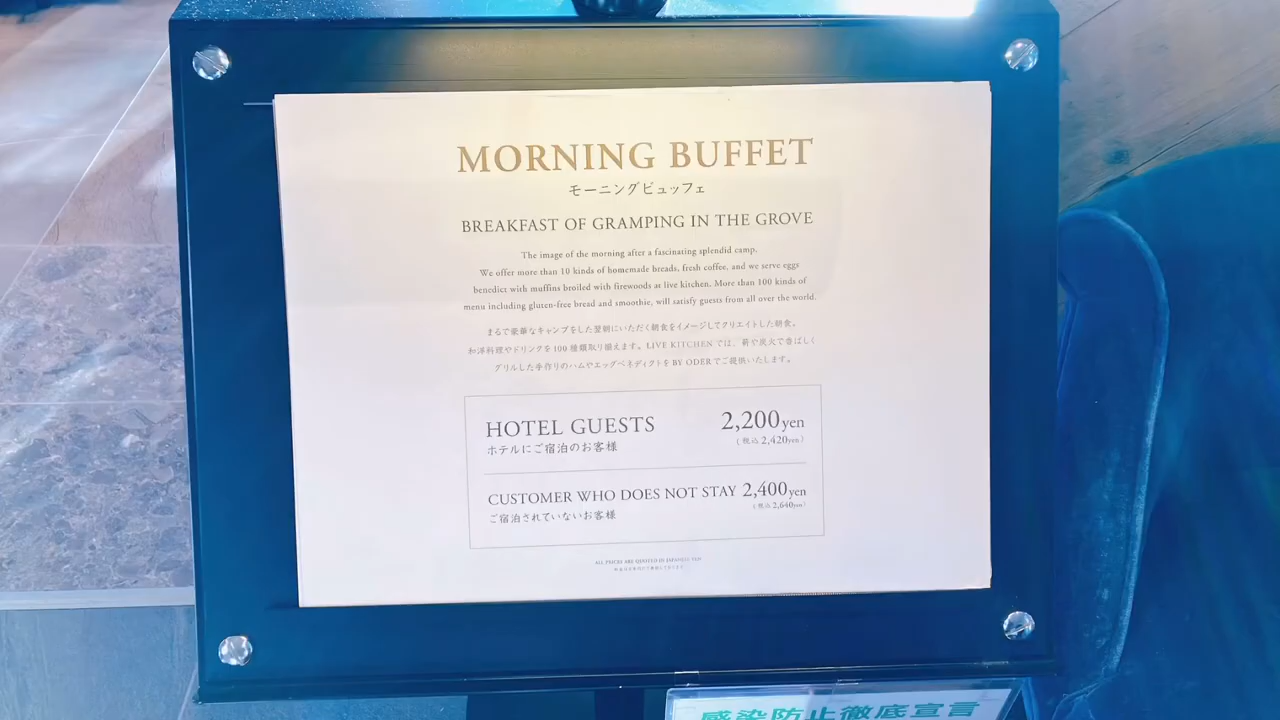 MORNING BUFFET
モーニングビュッフェ
BREAKFAST OF GRAMPING IN THE GROVE
The image of the morning after a fascinating splendid camp.
We offer more than 10 kinds of homemade breads, fresh coffee, and we serve eggs
benedict with muffins broiled with firewoods at live kitchen. More than 100 kinds of
menu including gluten-free bread and smoothie, will satisfy guests from all over the world.
まるで豪華なキャンプをした翌朝にいただく朝食をイメージしてクリエイトした朝食。
和洋料理やドリンクを100種類取り揃えます。LIVE KITCHENでは、薪や炭火で香ばしく
グリルした手作りのハムやエッグベネディクトをBY ODERでご提供いたします。
HOTEL GUESTS 2,200yen
ホテルにご宿泊のお客様 (税込2,420yen)
CUSTOMER WHO DOES NOT STAY 2,400yen
ご宿泊されていないお客様 (税込2,640yen)
ALL PRICES ARE QUOTED IN JAPANESE YEN
感染防止徹底宣言